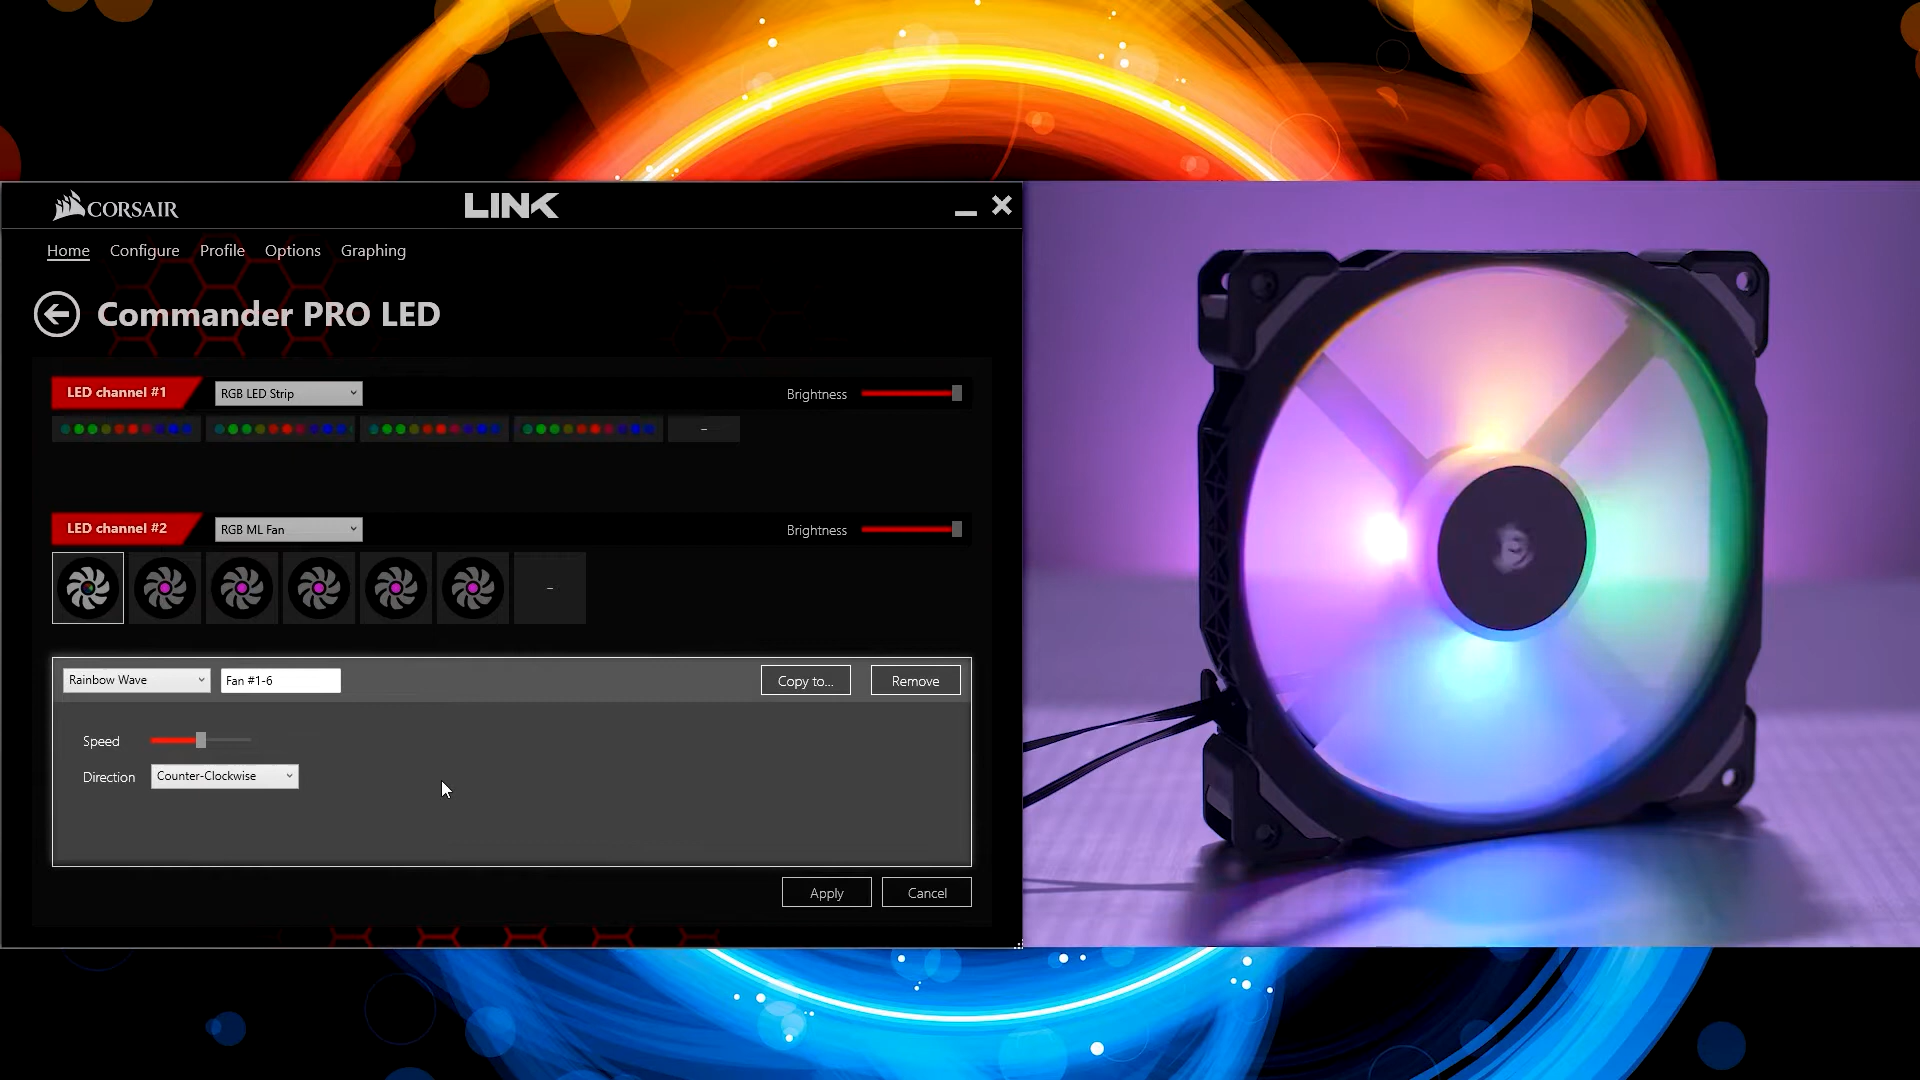 CORSAIR
LINK
Home Configure Profile Options Graphing
Commander PRO LED
LED channel #1 RGB LED Strip Brightness
–
LED channel #2 RGB ML Fan Brightness
–
Rainbow Wave Fan #1-6 Copy to... Remove
Speed
Direction Counter-Clockwise
Apply Cancel